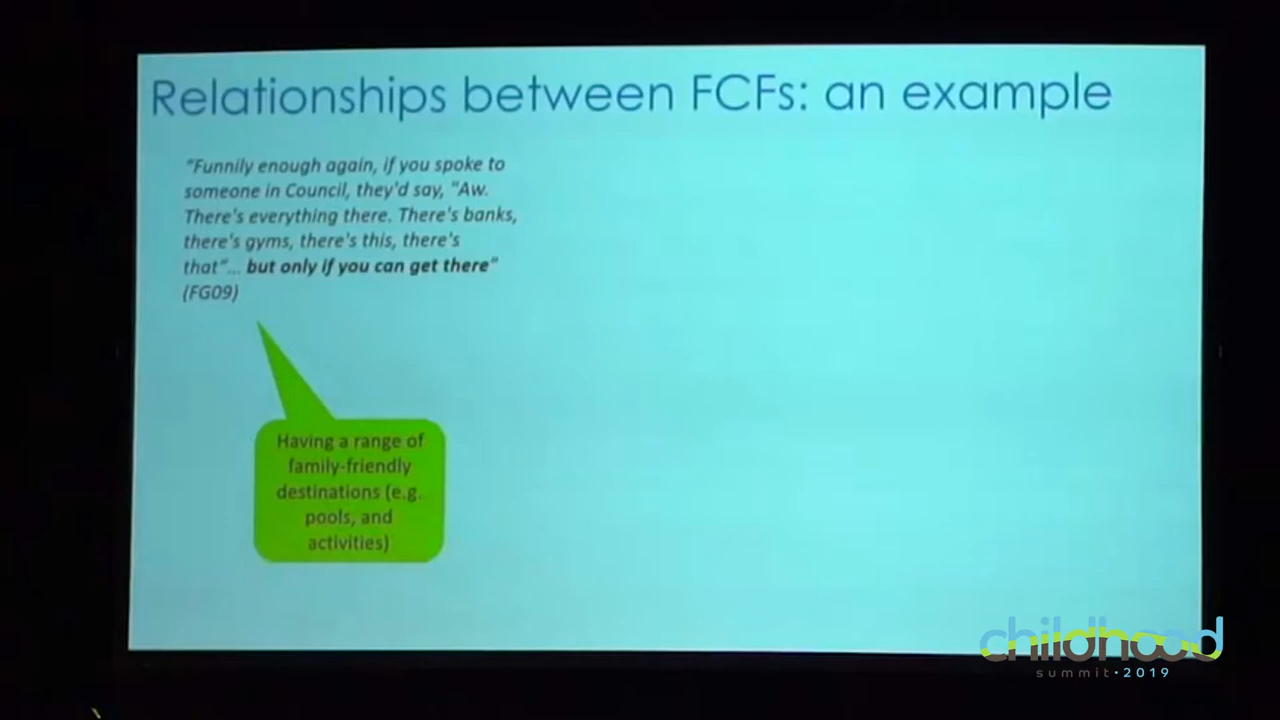 Relationships between FCFs: an example
"Funnily enough again, if you spoke to
someone in Council, they'd say, "Aw.
There's everything there. There's banks,
there's gyms, there's this, there's
that"... but only if you can get there"
(FG09)
Having a range of
family-friendly
destinations (e.g.
pools, and
activities)
childhood
summit • 2019